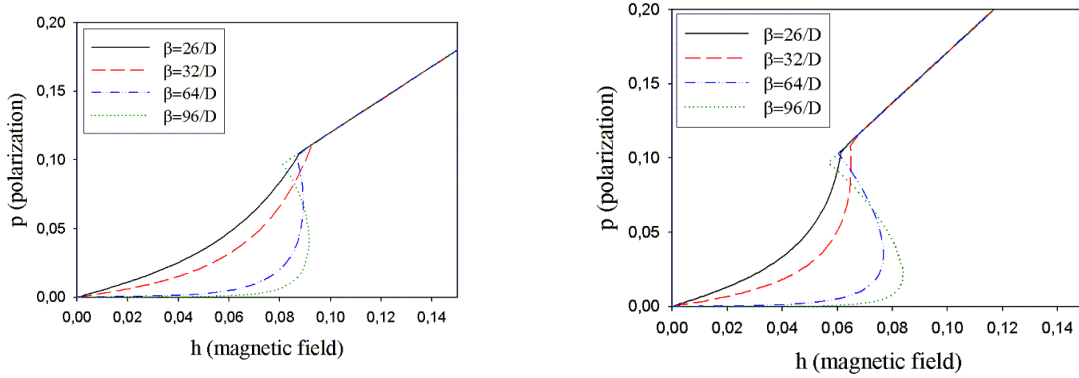 0,20
0,15
0,10
0,05
0,00
p (polarization)
β=26/D
β=32/D
β=64/D
β=96/D
0,00 0,02 0,04 0,06 0,08 0,10 0,12 0,14
h (magnetic field)
0,20
0,15
0,10
0,05
0,00
p (polarization)
β=26/D
β=32/D
β=64/D
β=96/D
0,00 0,02 0,04 0,06 0,08 0,10 0,12 0,14
h (magnetic field)